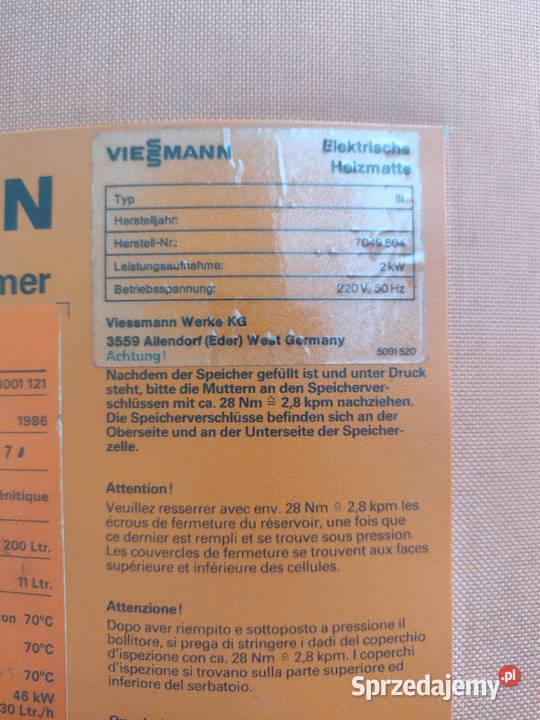 N
mer
VIESSMANN
Elektrische
Heizmatte
Typ III
Herstelljahr:
Herstell-Nr.: 7049 804
Leistungsaufnahme: 2 kW
Betriebsspannung: 220 V, 50 Hz
Viessmann Werke KG
3559 Allendorf (Eder) West Germany
5091 520
Achtung!
Nachdem der Speicher gefüllt ist und unter Druck
steht, bitte die Muttern an den Speicherver-
schlüssen mit ca. 28 Nm ≙ 2,8 kpm nachziehen.
Die Speicherverschlüsse befinden sich an der
Oberseite und an der Unterseite der Speicher-
zelle.
Attention!
Veuillez resserrer avec env. 28 Nm ≙ 2,8 kpm les
écrous de fermeture du réservoir, une fois que
ce dernier est rempli et se trouve sous pression.
Les couvercles de fermeture se trouvent aux faces
supérieure et inférieure des cellules.
Attenzione!
Dopo aver riempito e sottoposto a pressione il
bollitore, si prega di stringere i dadi del coperchio
d'ispezione con ca. 28 Nm ≙ 2,8 kpm. I coperchi
d'ispezione si trovano sulla parte superiore ed
inferiore del serbatoio.
3001 121
1986
7
énitique
200 Ltr.
11 Ltr.
ron 70°C
70°C
70°C
46 kW
30 Ltr./h
Sprzedajemy.pl